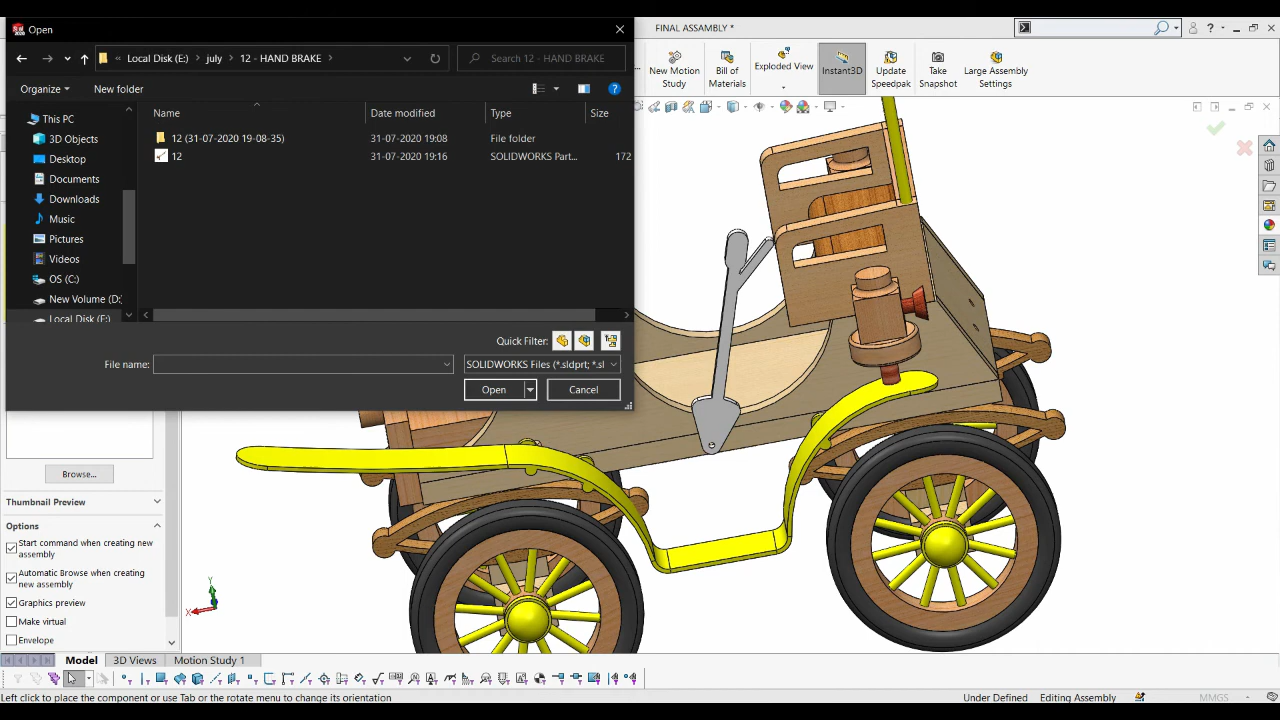 Open
FINAL ASSEMBLY *
Local Disk (E:) july 12 - HAND BRAKE
Search 12 - HAND BRAKE
New Motion Study
Bill of Materials
Exploded View
Instant3D
Update Speedpak
Take Snapshot
Large Assembly Settings
Organize
New folder
Name
Date modified
Type
Size
This PC
3D Objects
Desktop
Documents
Downloads
Music
Pictures
Videos
OS (C:)
New Volume (D:
Local Disk (E:)
12 (31-07-2020 19-08-35) 31-07-2020 19:08 File folder
12 31-07-2020 19:16 SOLIDWORKS Part... 172
Quick Filter:
File name:
SOLIDWORKS Files (*.sldprt; *.sl
Open
Cancel
Browse...
Thumbnail Preview
Options
Start command when creating new assembly
Automatic Browse when creating new assembly
Graphics preview
Make virtual
Envelope
Y
X
Model 3D Views Motion Study 1
Left click to place the component or use Tab or the rotate menu to change its orientation
Under Defined
Editing Assembly
MMGS